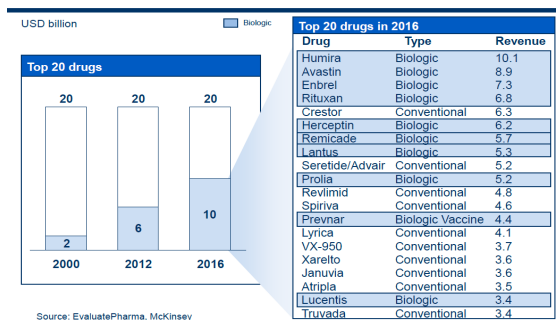 USD billion
Biologic
Top 20 drugs
20 20 20
2 6 10
2000 2012 2016
Source: EvaluatePharma, McKinsey
Top 20 drugs in 2016
Drug Type Revenue
Humira Biologic 10.1
Avastin Biologic 8.9
Enbrel Biologic 7.3
Rituxan Biologic 6.8
Crestor Conventional 6.3
Herceptin Biologic 6.2
Remicade Biologic 5.7
Lantus Biologic 5.3
Seretide/Advair Conventional 5.2
Prolia Biologic 5.2
Revlimid Conventional 4.8
Spiriva Conventional 4.6
Prevnar Biologic Vaccine 4.4
Lyrica Conventional 4.1
VX-950 Conventional 3.7
Xarelto Conventional 3.6
Januvia Conventional 3.6
Atripla Conventional 3.5
Lucentis Biologic 3.4
Truvada Conventional 3.4